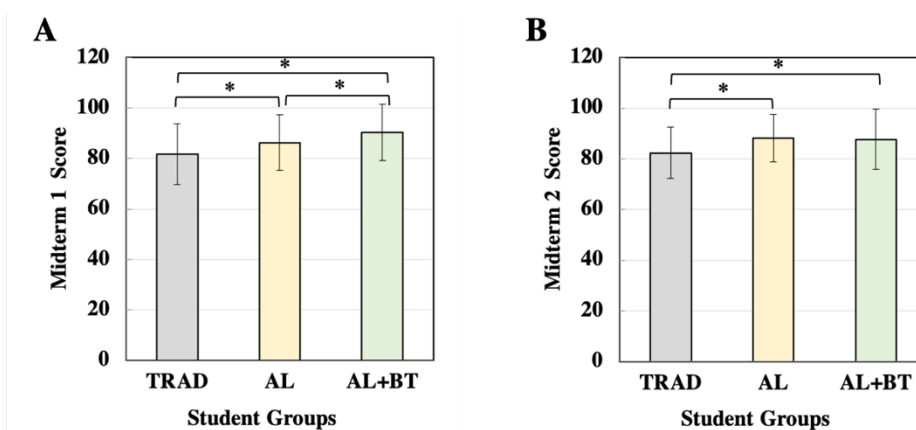 A
Midterm 1 Score
120
100
80
60
40
20
0
*
*
*
TRAD
AL
AL+BT
Student Groups
B
Midterm 2 Score
120
100
80
60
40
20
0
*
*
TRAD
AL
AL+BT
Student Groups